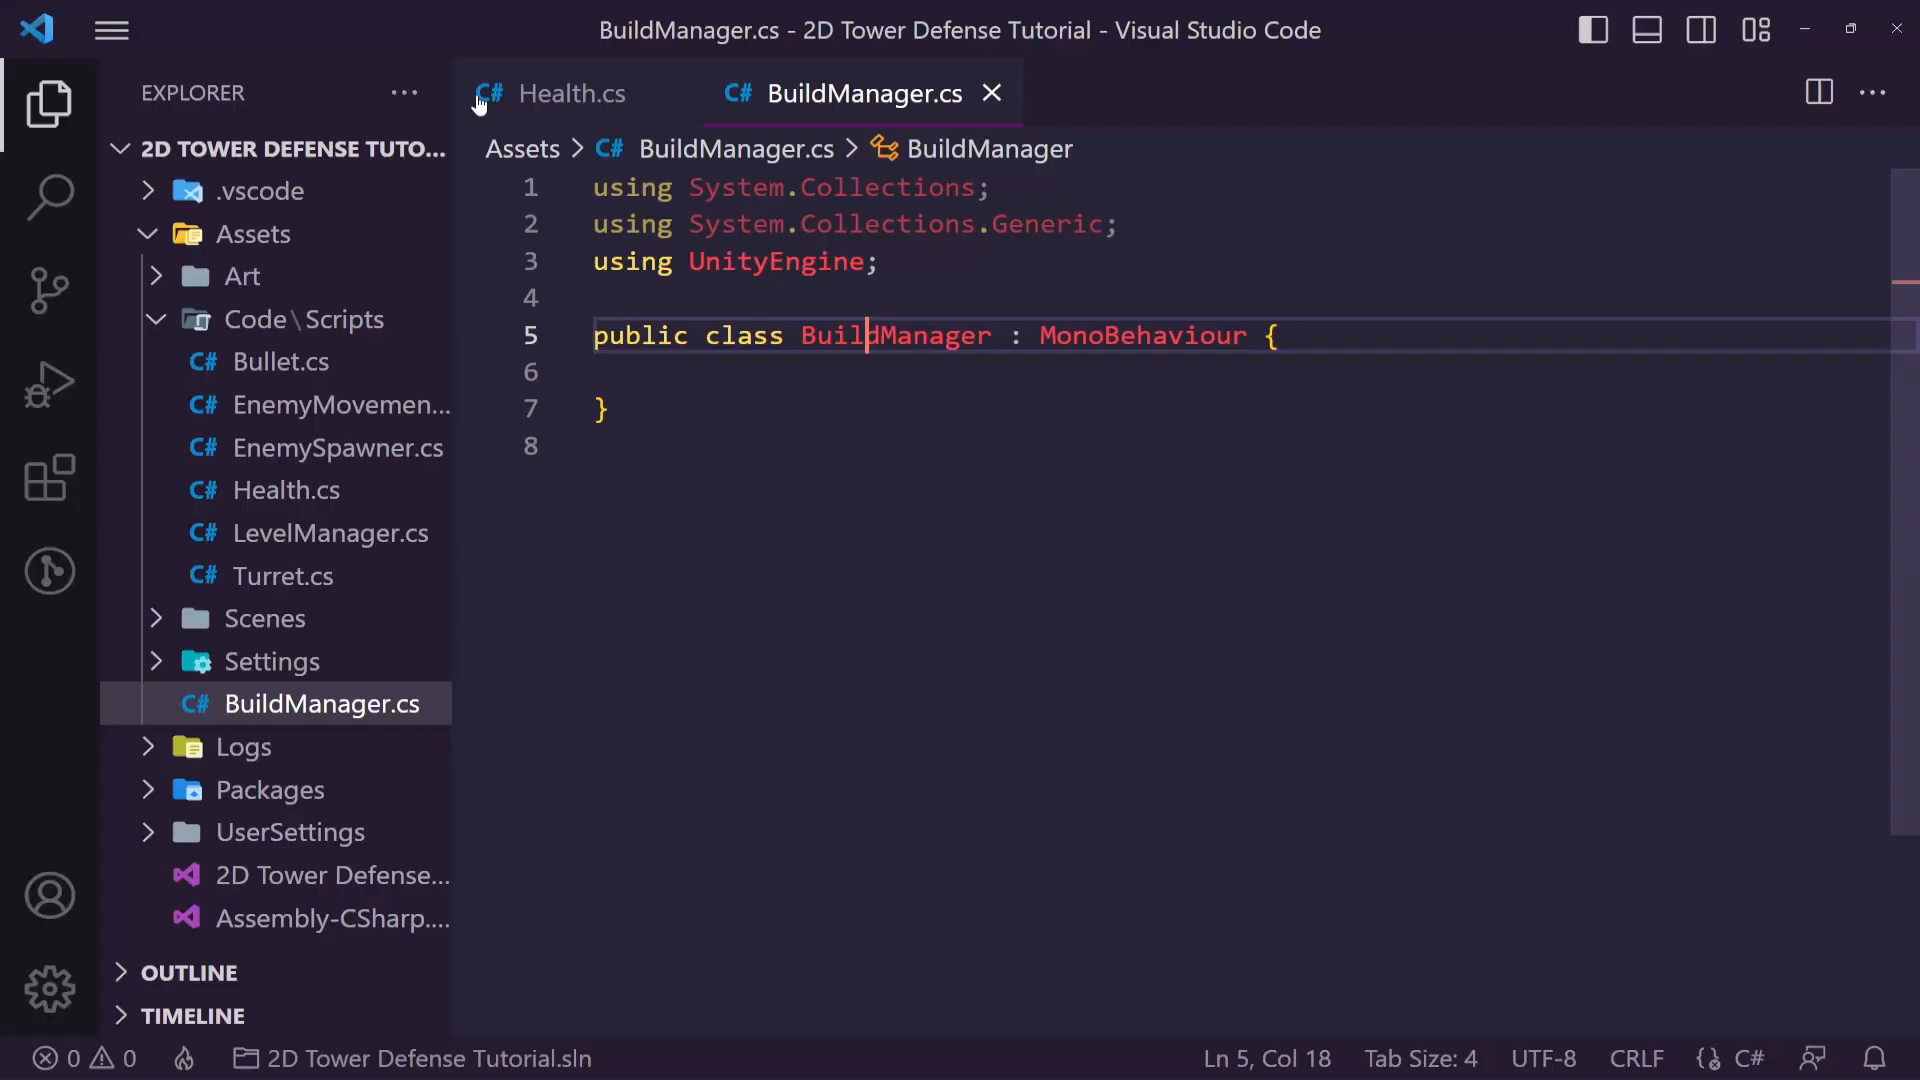 BuildManager.cs - 2D Tower Defense Tutorial - Visual Studio Code
EXPLORER
2D TOWER DEFENSE TUTO...
.vscode
Assets
Art
Code\Scripts
C# Bullet.cs
C# EnemyMovemen...
C# EnemySpawner.cs
C# Health.cs
C# LevelManager.cs
C# Turret.cs
Scenes
Settings
C# BuildManager.cs
Logs
Packages
UserSettings
2D Tower Defense...
Assembly-CSharp....
OUTLINE
TIMELINE
C# Health.cs
C# BuildManager.cs
Assets > C# BuildManager.cs > BuildManager
1 using System.Collections;
2 using System.Collections.Generic;
3 using UnityEngine;
4
5 public class BuildManager : MonoBehaviour {
6
7 }
8
0 0 2D Tower Defense Tutorial.sln Ln 5, Col 18 Tab Size: 4 UTF-8 CRLF C#